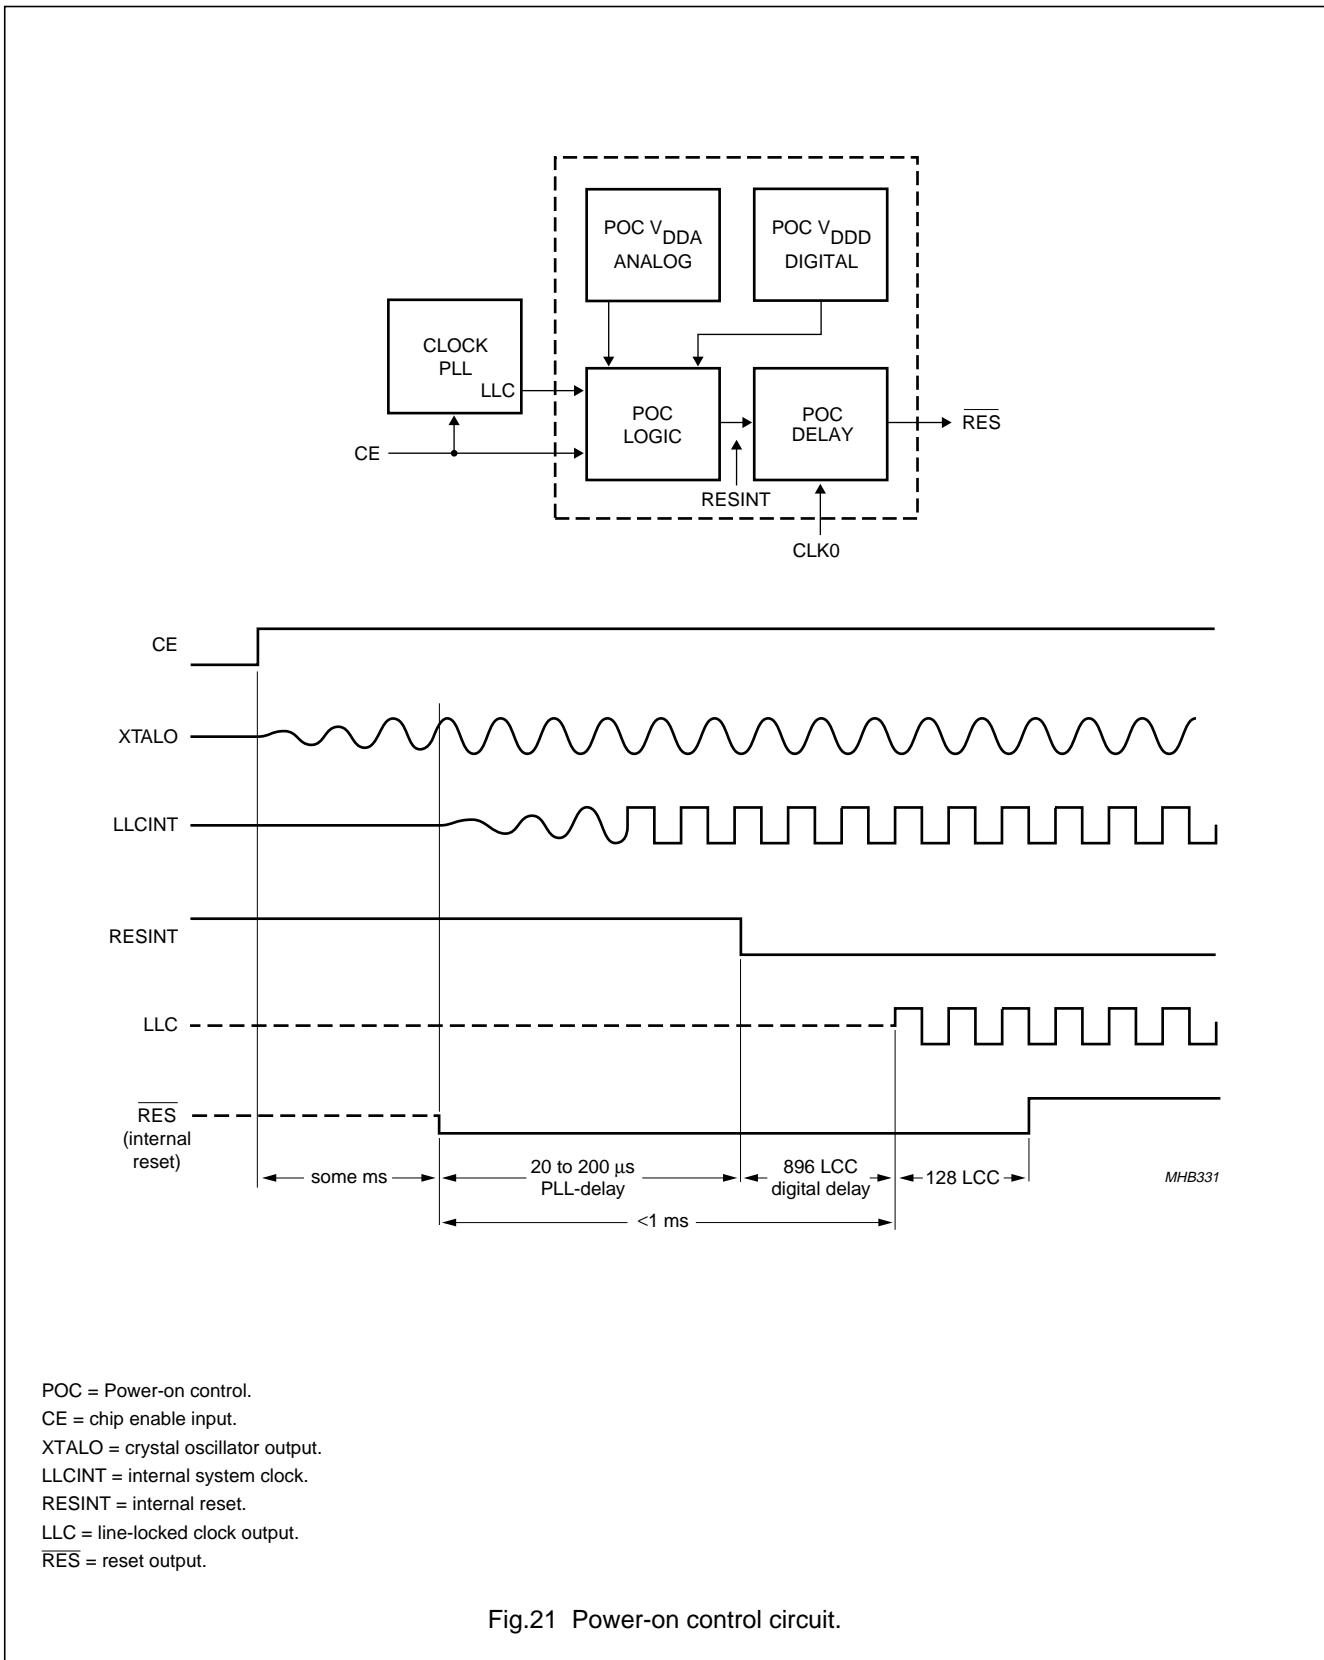 POC VDDA
ANALOG
POC VDDD
DIGITAL
CLOCK
PLL
LLC
POC
LOGIC
POC
DELAY
RES
CE
RESINT
CLK0
CE
XTALO
LLCINT
RESINT
LLC
RES
(internal
reset)
some ms
20 to 200 μs
PLL-delay
896 LCC
digital delay
128 LCC
<1 ms
MHB331
POC = Power-on control.
CE = chip enable input.
XTALO = crystal oscillator output.
LLCINT = internal system clock.
RESINT = internal reset.
LLC = line-locked clock output.
RES = reset output.
Fig.21 Power-on control circuit.